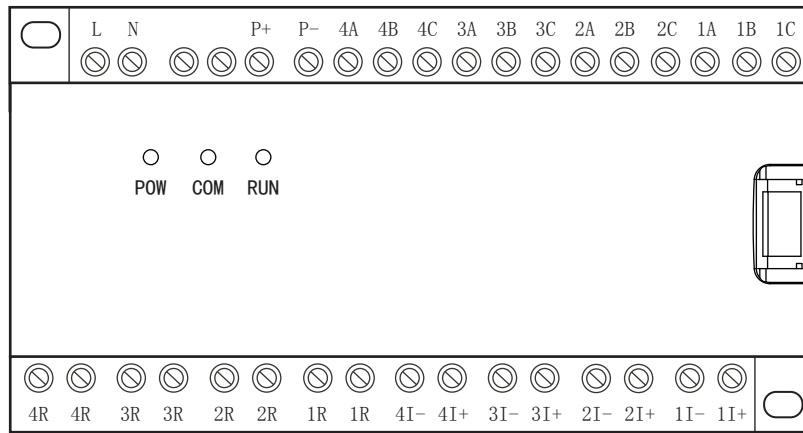 L N P+ P- 4A 4B 4C 3A 3B 3C 2A 2B 2C 1A 1B 1C
POW COM RUN
4R 4R 3R 3R 2R 2R 1R 1R 4I- 4I+ 3I- 3I+ 2I- 2I+ 1I- 1I+